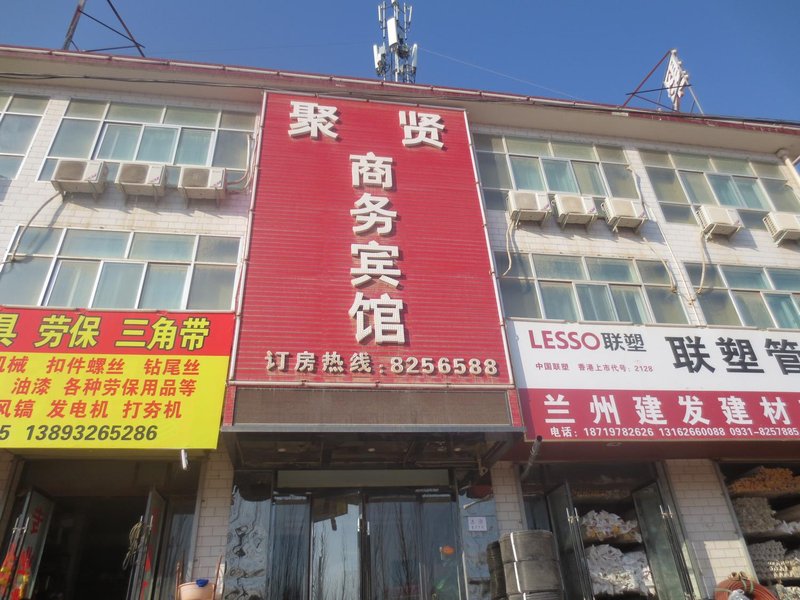 聚贤
商务宾馆
订房热线:8256588
具 劳保 三角带
机械 扣件螺丝 钻尾丝
油漆 各种劳保用品等
风镐 发电机 打夯机
5 13893265286
LESSO联塑
中国联塑 香港上市代号：2128
联塑管
兰州建发建材
电话：18719782626 13162660088 0931-8257885